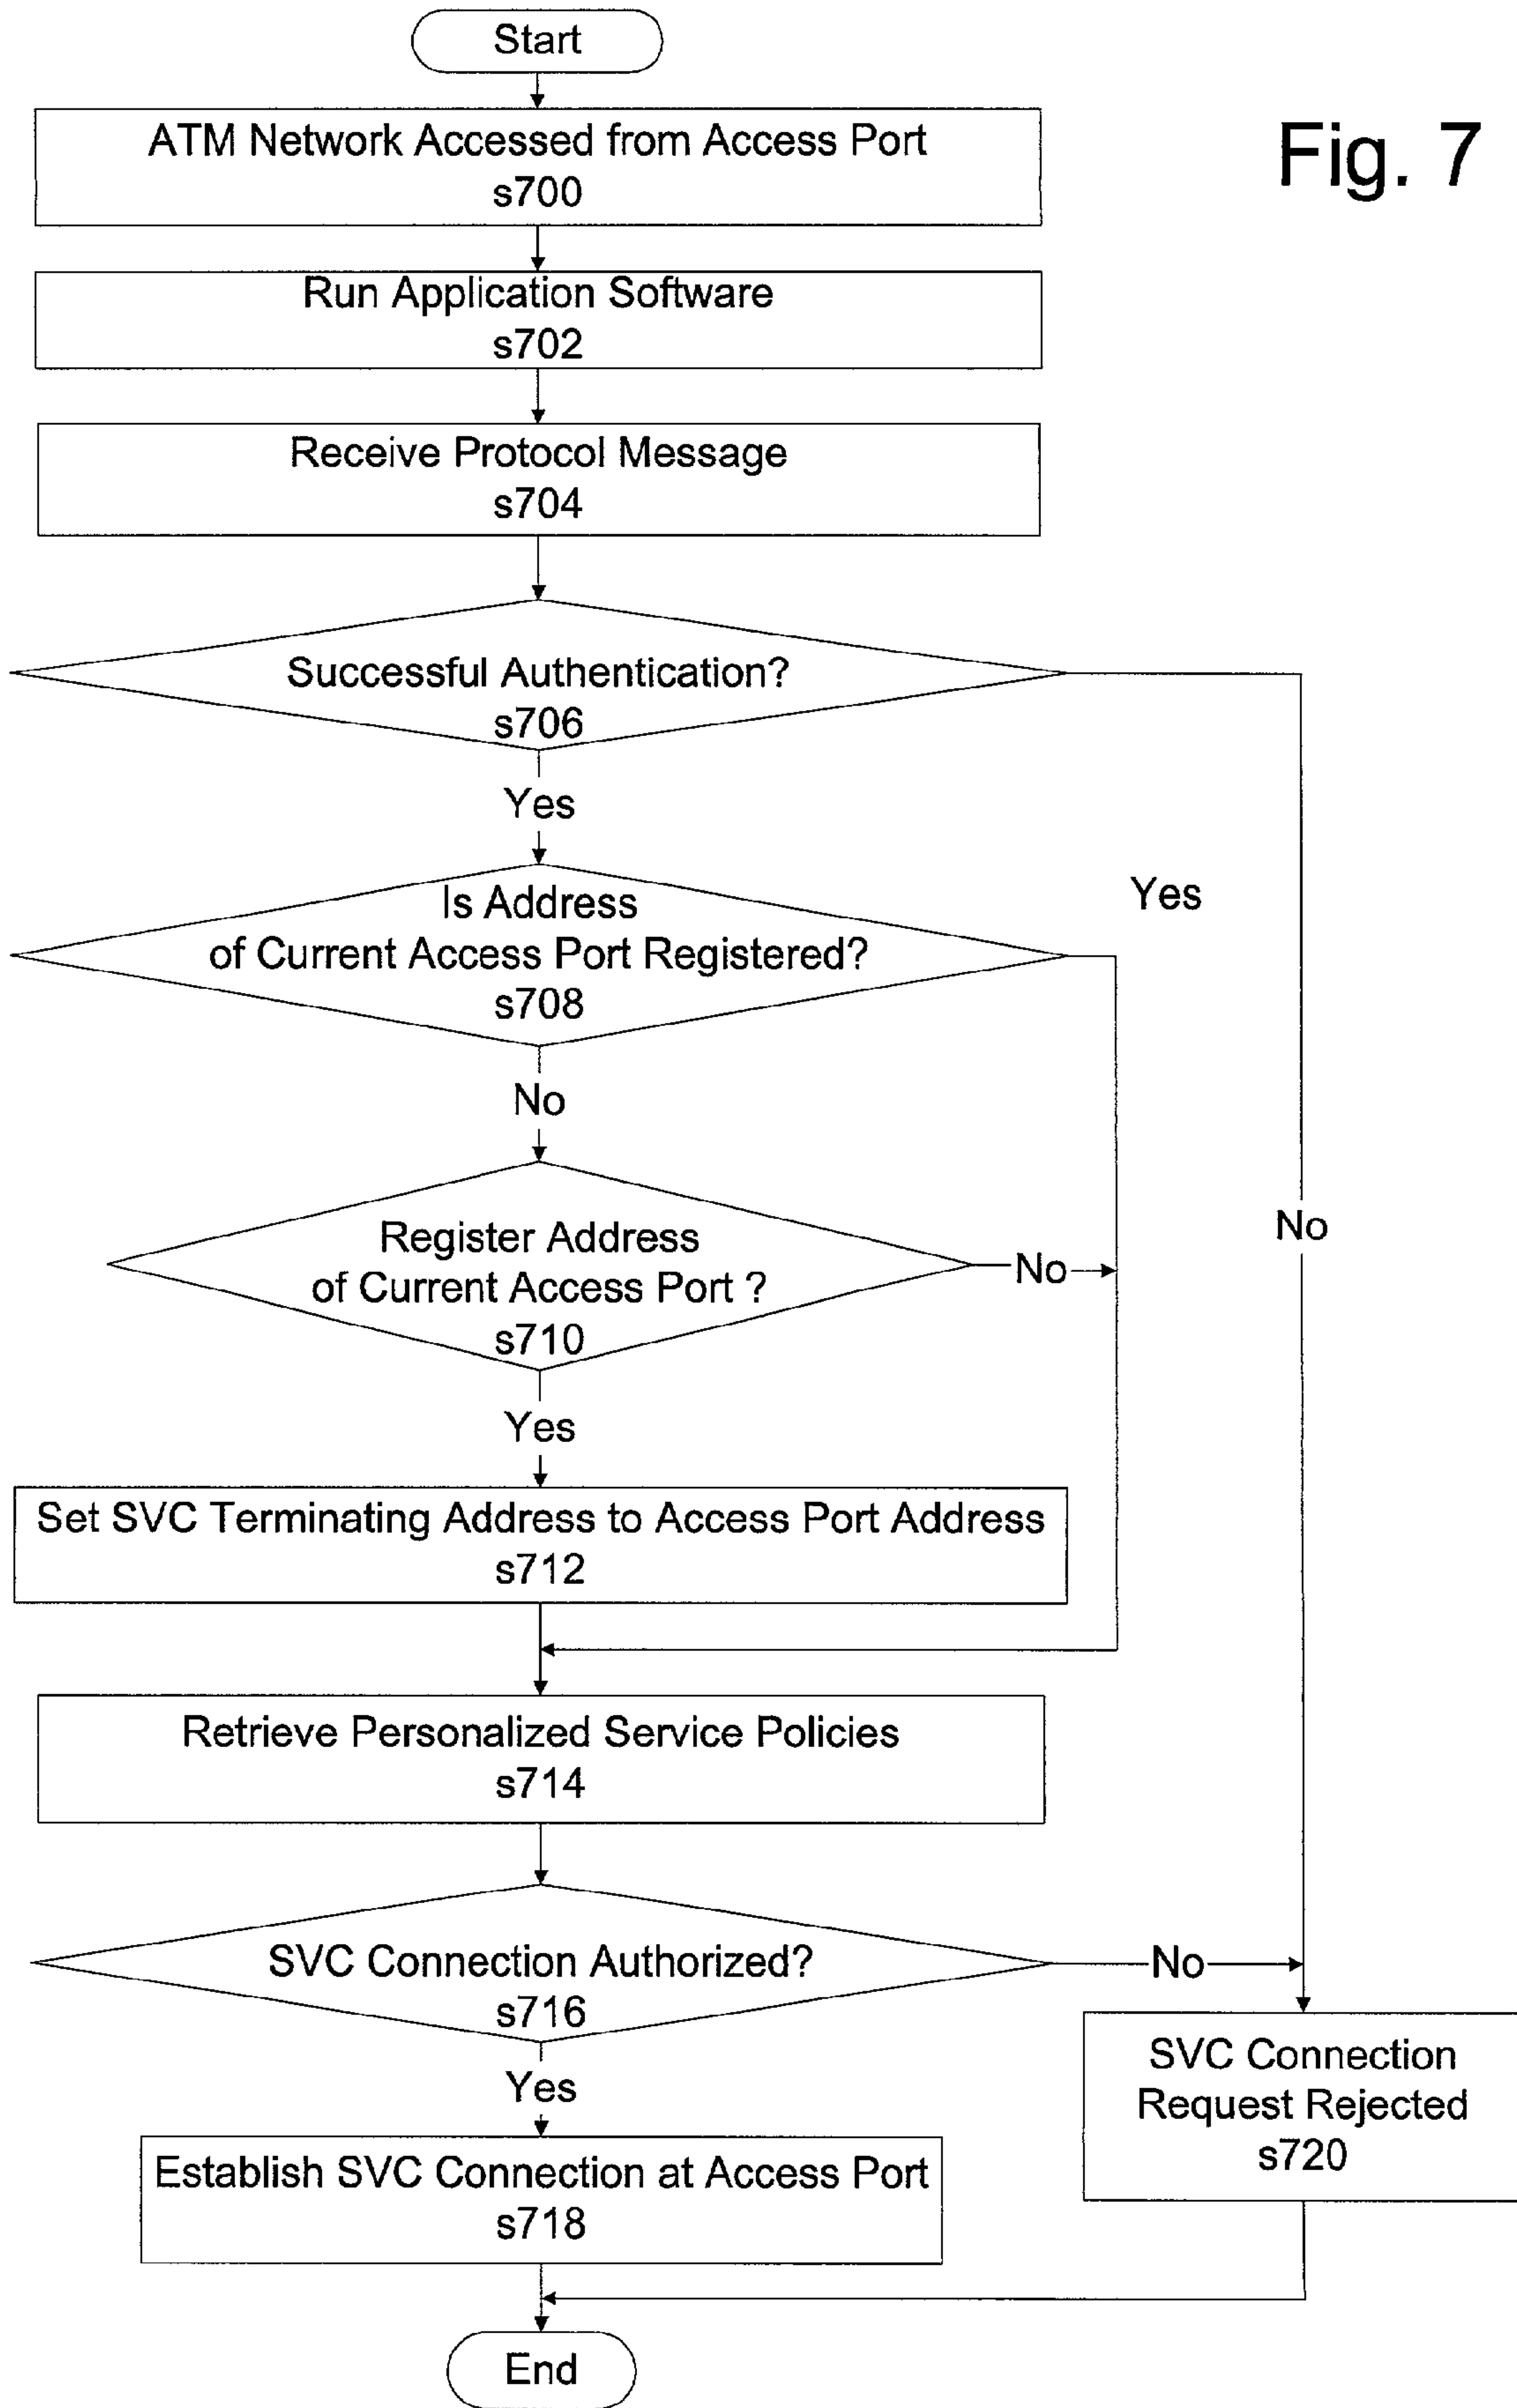 Start
Fig. 7
ATM Network Accessed from Access Port
s700
Run Application Software
s702
Receive Protocol Message
s704
Successful Authentication?
s706
Yes
Is Address
of Current Access Port Registered?
s708
Yes
No
Register Address
of Current Access Port ?
s710
No
No
Yes
Set SVC Terminating Address to Access Port Address
s712
Retrieve Personalized Service Policies
s714
SVC Connection Authorized?
s716
No
Yes
SVC Connection
Request Rejected
s720
Establish SVC Connection at Access Port
s718
End